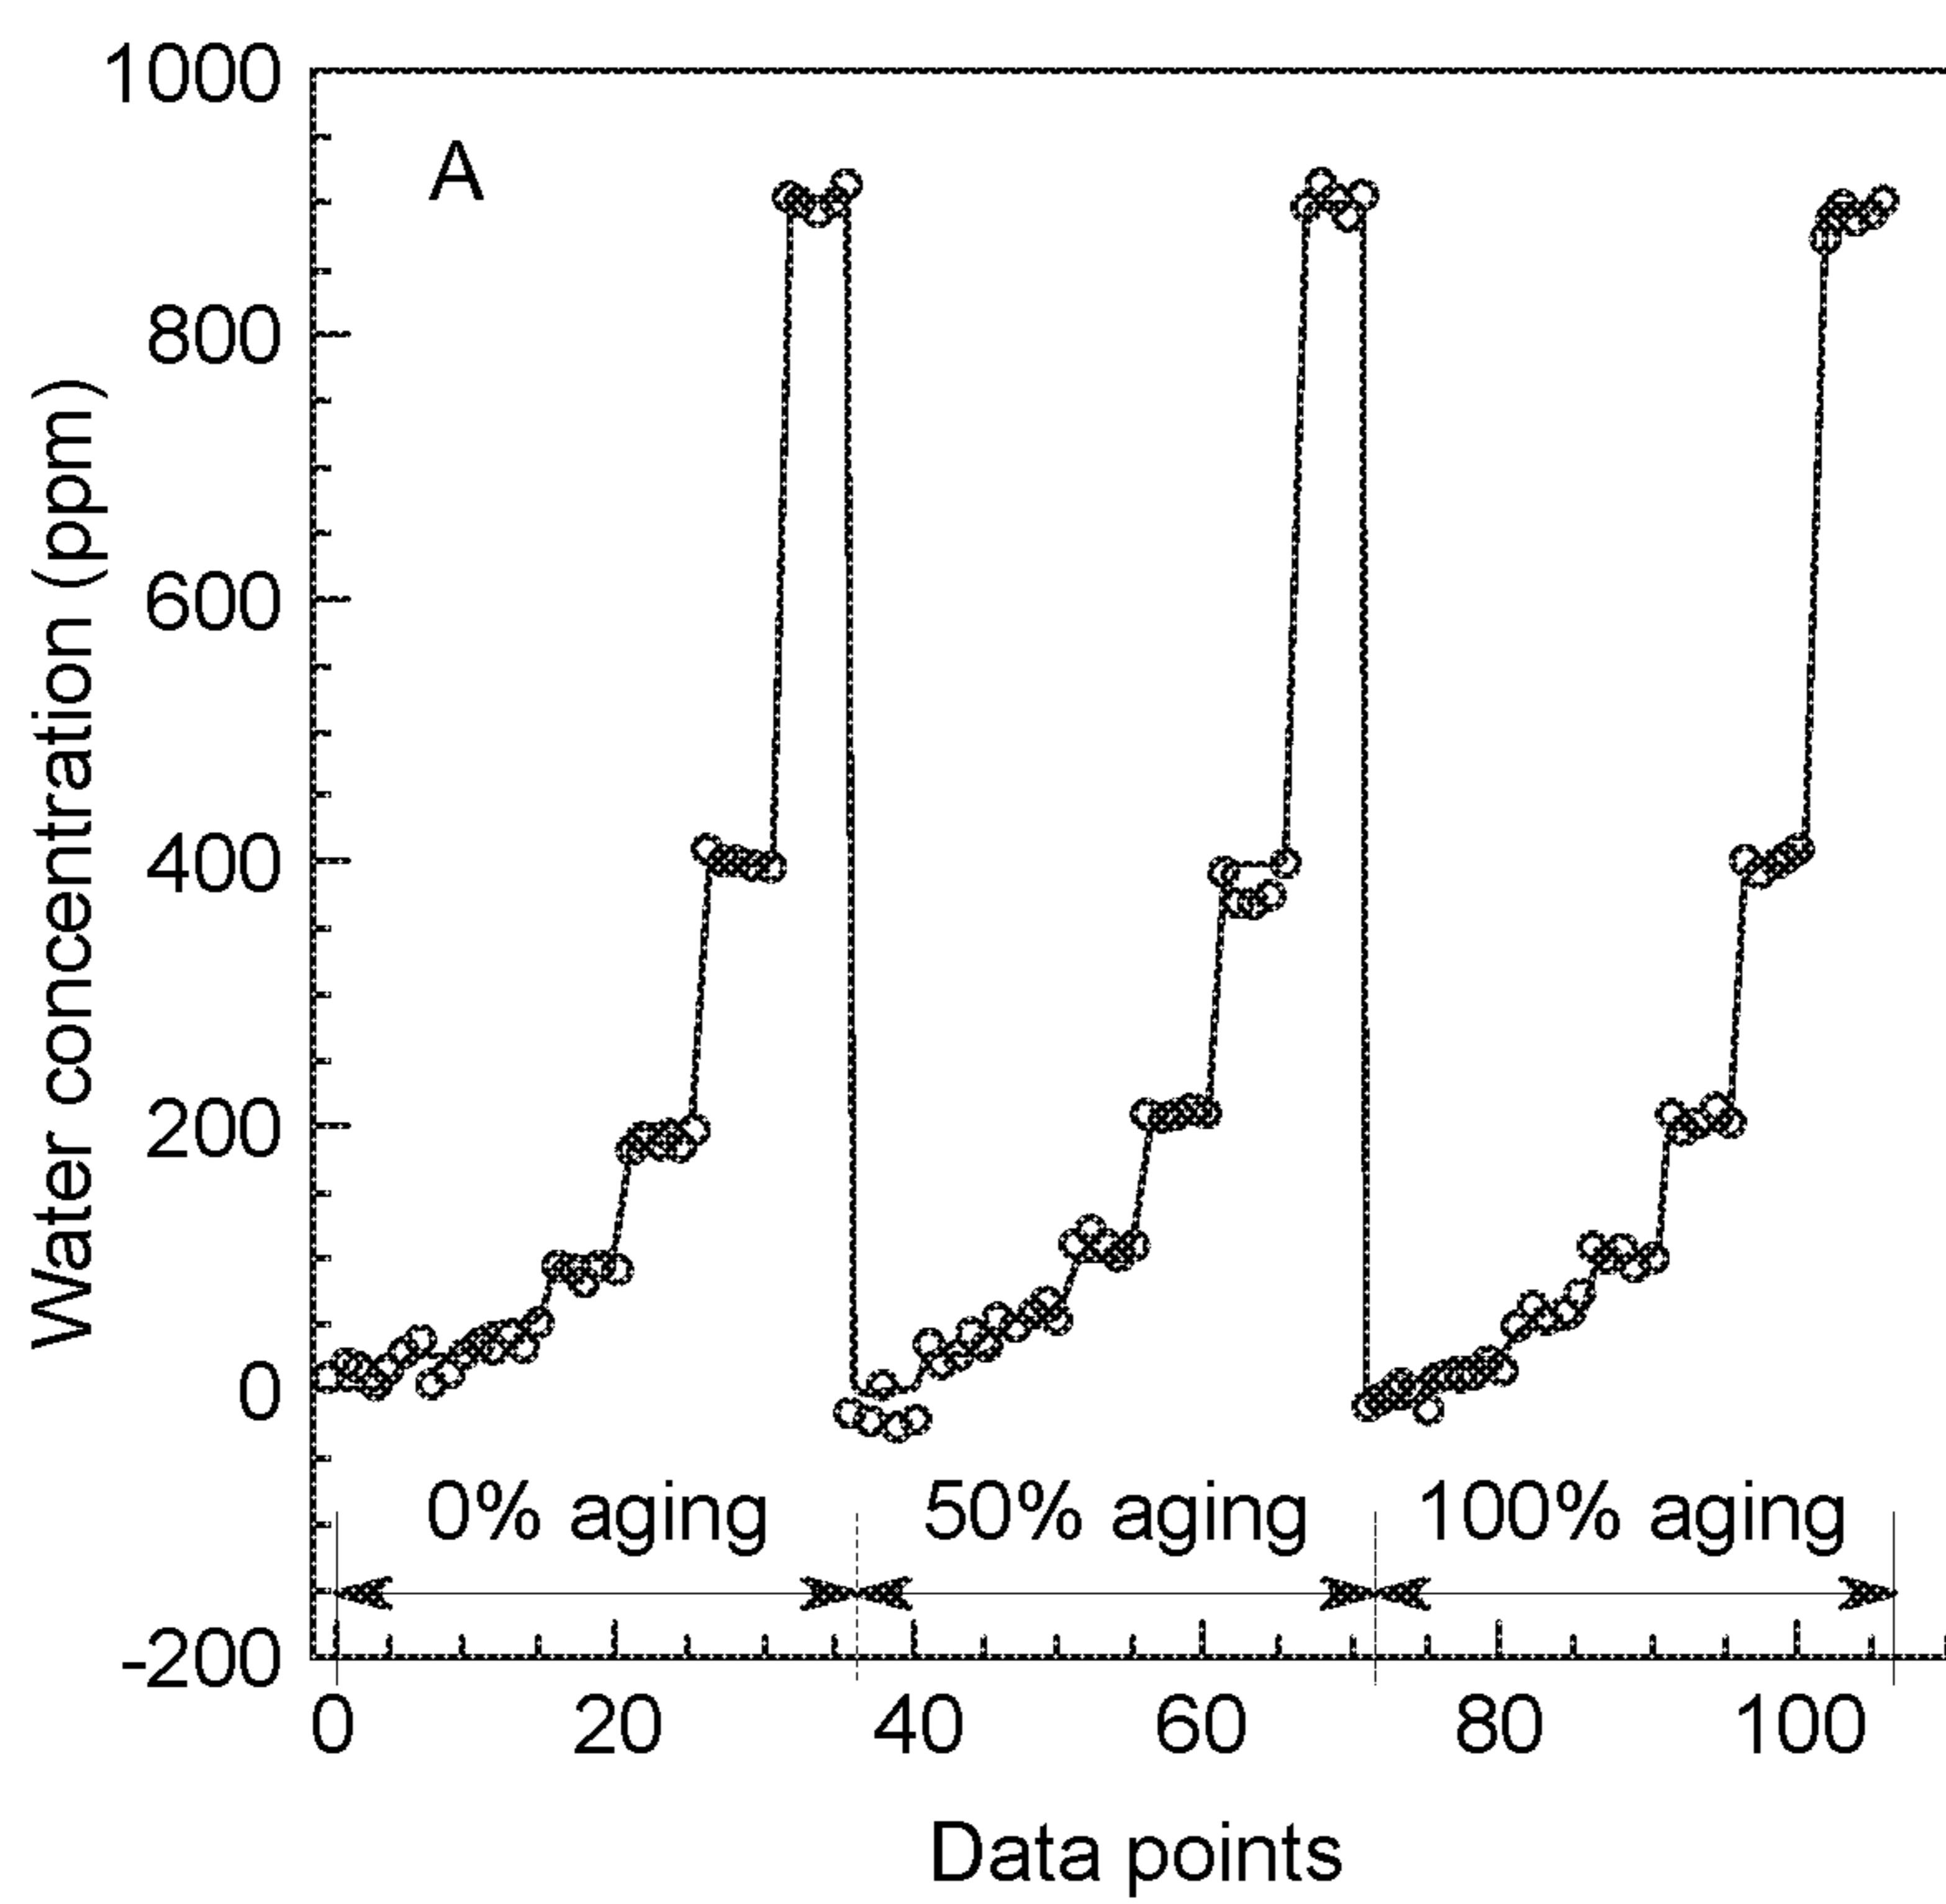 1000
A
800
600
400
200
0
-200
Water concentration (ppm)
0% aging
50% aging
100% aging
0
20
40
60
80
100
Data points